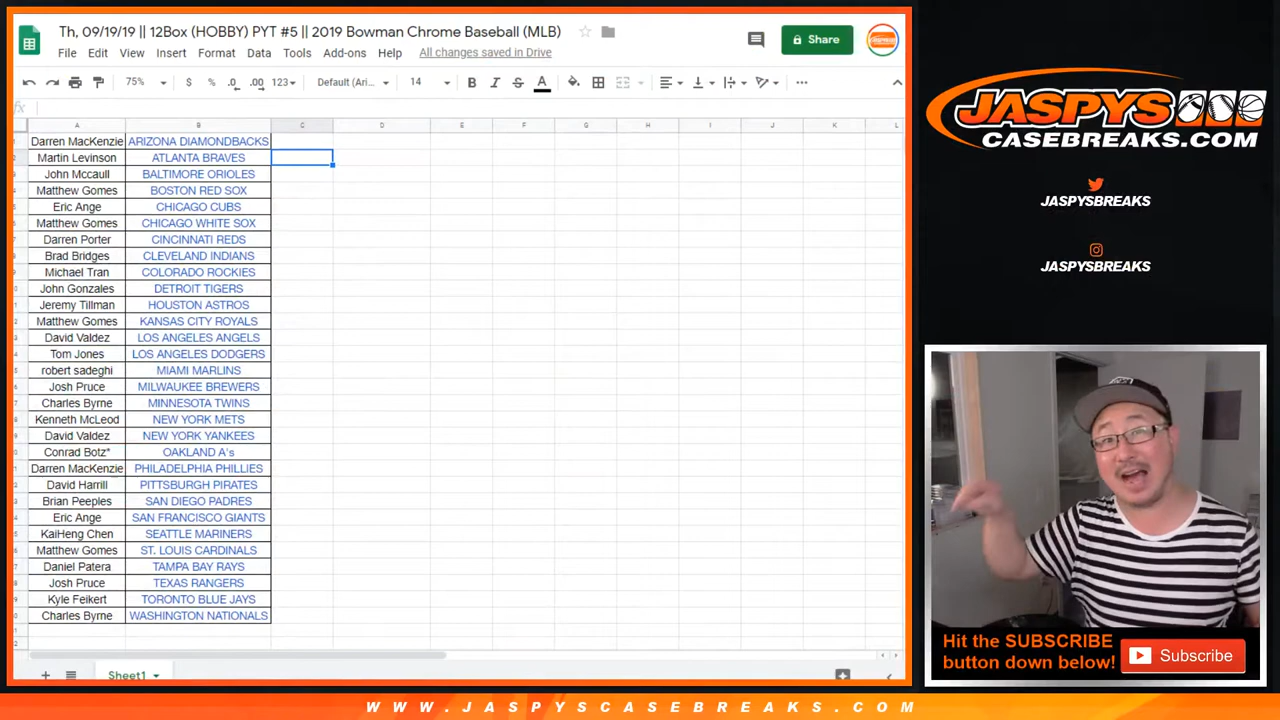 Th, 09/19/19 || 12Box (HOBBY) PYT #5 || 2019 Bowman Chrome Baseball (MLB)
File Edit View Insert Format Data Tools Add-ons Help All changes saved in Drive
Share
75% $ % .0 .00 123 Default (Ari... 14 B I S A
fx
A B C D E F G H I J K L
Darren MacKenzie ARIZONA DIAMONDBACKS
Martin Levinson ATLANTA BRAVES
John Mccaull BALTIMORE ORIOLES
Matthew Gomes BOSTON RED SOX
Eric Ange CHICAGO CUBS
Matthew Gomes CHICAGO WHITE SOX
Darren Porter CINCINNATI REDS
Brad Bridges CLEVELAND INDIANS
Michael Tran COLORADO ROCKIES
John Gonzales DETROIT TIGERS
Jeremy Tillman HOUSTON ASTROS
Matthew Gomes KANSAS CITY ROYALS
David Valdez LOS ANGELES ANGELS
Tom Jones LOS ANGELES DODGERS
robert sadeghi MIAMI MARLINS
Josh Pruce MILWAUKEE BREWERS
Charles Byrne MINNESOTA TWINS
Kenneth McLeod NEW YORK METS
David Valdez NEW YORK YANKEES
Conrad Botz* OAKLAND A's
Darren MacKenzie PHILADELPHIA PHILLIES
David Harrill PITTSBURGH PIRATES
Brian Peeples SAN DIEGO PADRES
Eric Ange SAN FRANCISCO GIANTS
KaiHeng Chen SEATTLE MARINERS
Matthew Gomes ST. LOUIS CARDINALS
Daniel Patera TAMPA BAY RAYS
Josh Pruce TEXAS RANGERS
Kyle Feikert TORONTO BLUE JAYS
Charles Byrne WASHINGTON NATIONALS
Sheet1
JASPYS
CASEBREAKS.COM
JASPYSBREAKS
JASPYSBREAKS
Hit the SUBSCRIBE
button down below!
Subscribe
WWW.JASPYSCASEBREAKS.COM